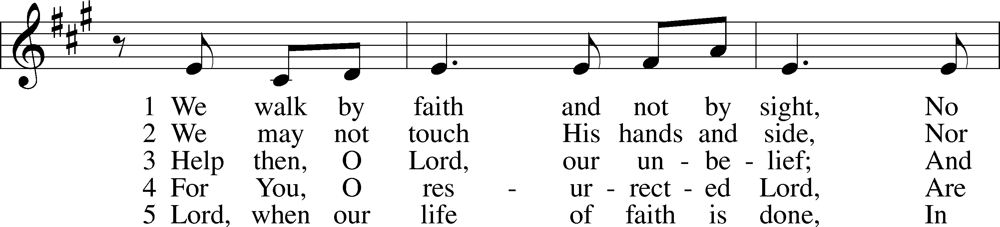 1 We walk by faith and not by sight, No
2 We may not touch His hands and side, Nor
3 Help then, O Lord, our un - be - lief; And
4 For You, O res - ur - rect - ed Lord, Are
5 Lord, when our life of faith is done, In